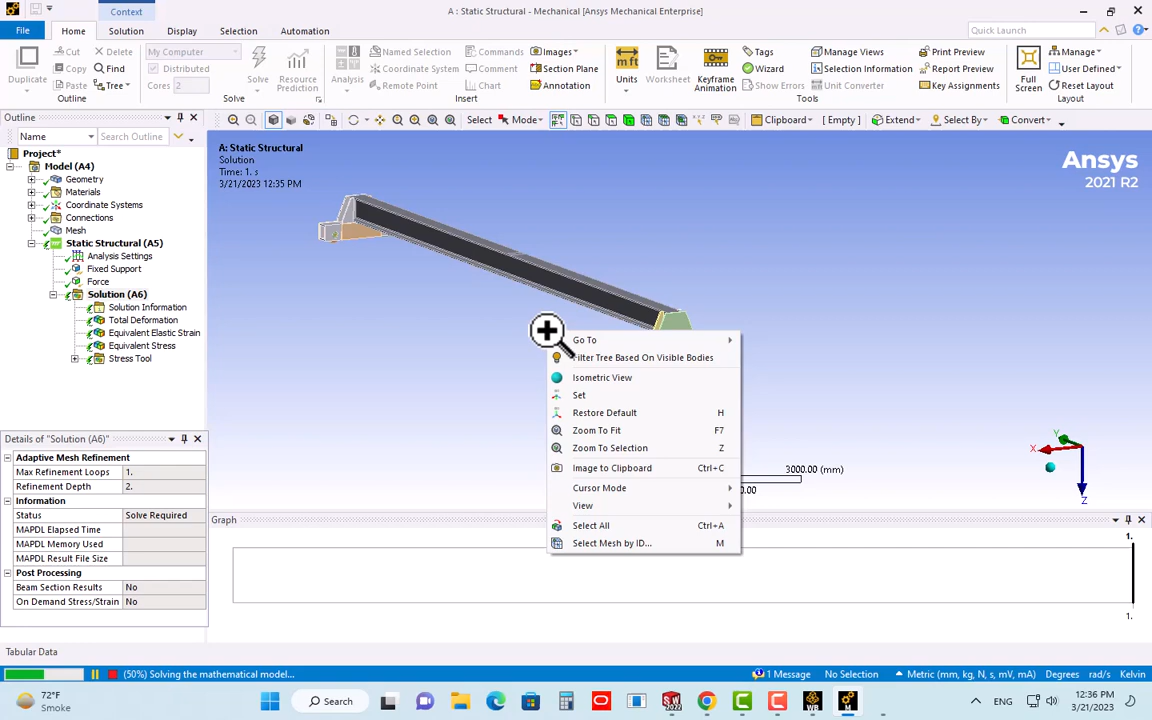 Context
A : Static Structural - Mechanical [Ansys Mechanical Enterprise]
File
Home
Solution
Display
Selection
Automation
Quick Launch
Duplicate
Cut
Copy
Paste
Delete
Find
Tree
Outline
My Computer
Distributed
Cores 2
Solve
Resource Prediction
Solve
Analysis
Named Selection
Coordinate System
Remote Point
Commands
Comment
Chart
Images
Section Plane
Annotation
Insert
Units
Worksheet
Keyframe Animation
Tags
Wizard
Show Errors
Manage Views
Selection Information
Unit Converter
Print Preview
Report Preview
Key Assignments
Tools
Full Screen
Manage
User Defined
Reset Layout
Layout
Outline
Select
Mode
Clipboard
[ Empty ]
Extend
Select By
Convert
Name
Search Outline
Project*
Model (A4)
Geometry
Materials
Coordinate Systems
Connections
Mesh
Static Structural (A5)
Analysis Settings
Fixed Support
Force
Solution (A6)
Solution Information
Total Deformation
Equivalent Elastic Strain
Equivalent Stress
Stress Tool
A: Static Structural
Solution
Time: 1. s
3/21/2023 12:35 PM
Ansys
2021 R2
Go To
Filter Tree Based On Visible Bodies
Isometric View
Set
Restore Default H
Zoom To Fit F7
Zoom To Selection Z
Image to Clipboard Ctrl+C
Cursor Mode
View
Select All Ctrl+A
Select Mesh by ID... M
3000.00 (mm)
0.00
X
Y
Z
Details of "Solution (A6)"
Adaptive Mesh Refinement
Max Refinement Loops 1.
Refinement Depth 2.
Information
Status Solve Required
MAPDL Elapsed Time
MAPDL Memory Used
MAPDL Result File Size
Post Processing
Beam Section Results No
On Demand Stress/Strain No
Graph
1.
1.
Tabular Data
(50%) Solving the mathematical model...
1 Message
No Selection
Metric (mm, kg, N, s, mV, mA)
Degrees
rad/s
Kelvin
72°F
Smoke
Search
ENG
12:36 PM
3/21/2023